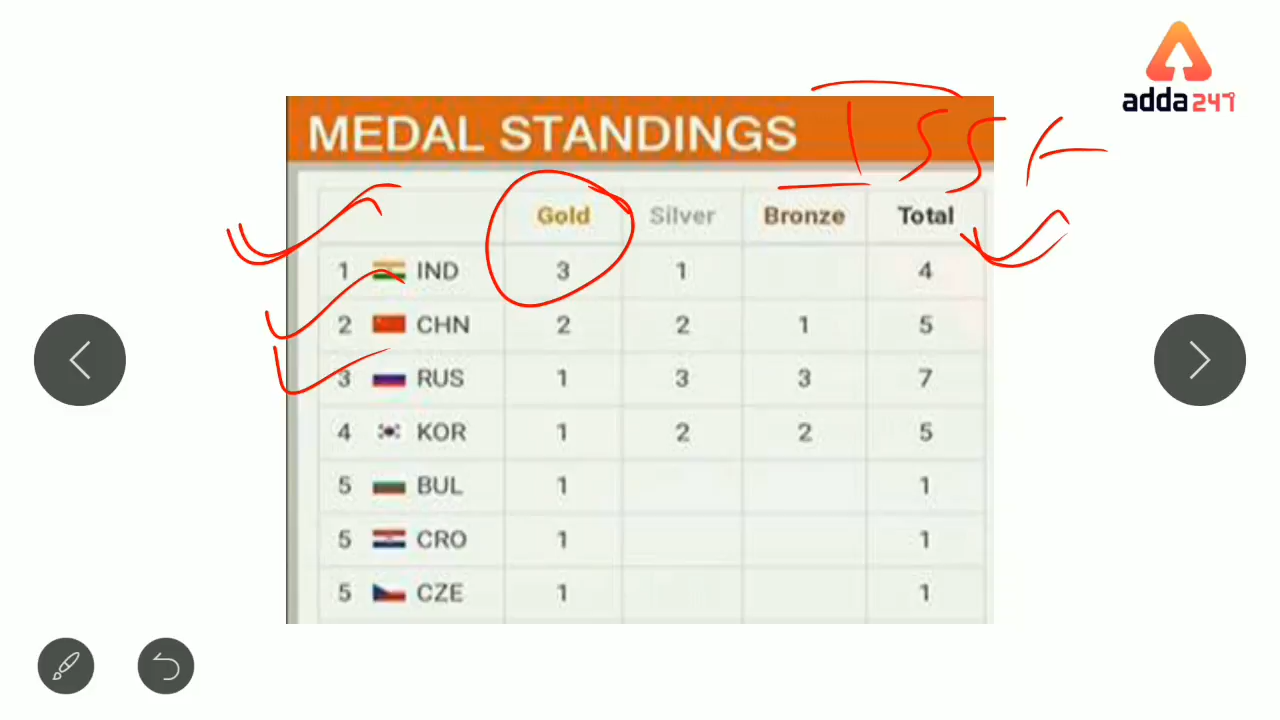 adda247
MEDAL STANDINGS
ISSF
Gold Silver Bronze Total
1 IND 3 1 4
2 CHN 2 2 1 5
3 RUS 1 3 3 7
4 KOR 1 2 2 5
5 BUL 1 1
5 CRO 1 1
5 CZE 1 1